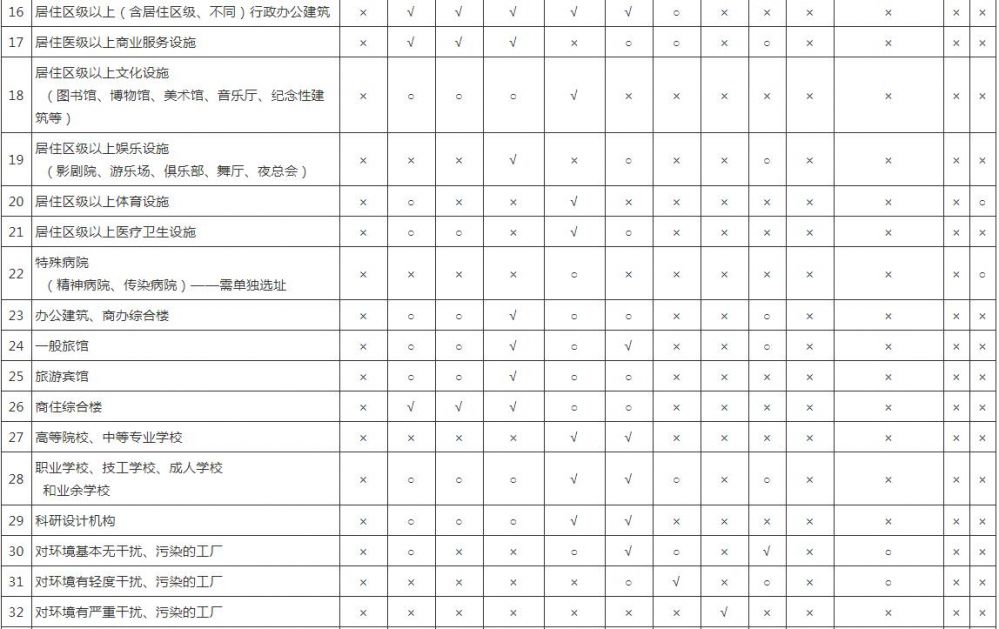 16 居住区级以上（含居住区级、不同）行政办公建筑 × √ √ √ √ √ ○ × × × × × ×
17 居住医级以上商业服务设施 × √ √ √ × ○ ○ × ○ × × × ×
居住区级以上文化设施
18 （图书馆、博物馆、美术馆、音乐厅、纪念性建 × ○ ○ ○ √ × × × × × × × ×
筑等）
居住区级以上娱乐设施
19 （影剧院、游乐场、俱乐部、舞厅、夜总会） × × × √ × ○ × × ○ × × × ×
20 居住区级以上体育设施 × ○ × × √ × × × × × × × ○
21 居住区级以上医疗卫生设施 × ○ ○ × √ ○ × × × × × × ×
特殊病院
22 （精神病院、传染病院）——需单独选址 × × × × ○ × × × × × × × ○
23 办公建筑、商办综合楼 × ○ ○ √ ○ ○ × × ○ × × × ×
24 一般旅馆 × ○ ○ √ ○ √ × × ○ × × × ×
25 旅游宾馆 × ○ ○ √ ○ ○ × × × × × × ×
26 商住综合楼 × √ √ √ ○ ○ × × × × × × ×
27 高等院校、中等专业学校 × × × × √ √ × × × × × × ×
职业学校、技工学校、成人学校
28 和业余学校 × ○ ○ ○ √ √ ○ × ○ × × × ×
29 科研设计机构 × ○ ○ ○ √ √ × × × × × × ×
30 对环境基本无干扰、污染的工厂 × ○ × × ○ √ ○ × √ × ○ × ×
31 对环境有轻度干扰、污染的工厂 × × × × × ○ √ × ○ × ○ × ×
32 对环境有严重干扰、污染的工厂 × × × × × × × √ × × × × ×